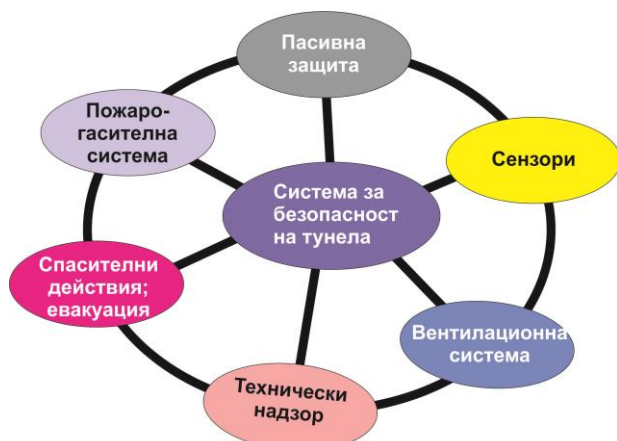 Пасивна
защита
Пожаро-
гасителна
система
Сензори
Система за
безопасност
на тунела
Спасителни
действия;
евакуация
Вентилационна
система
Технически
надзор